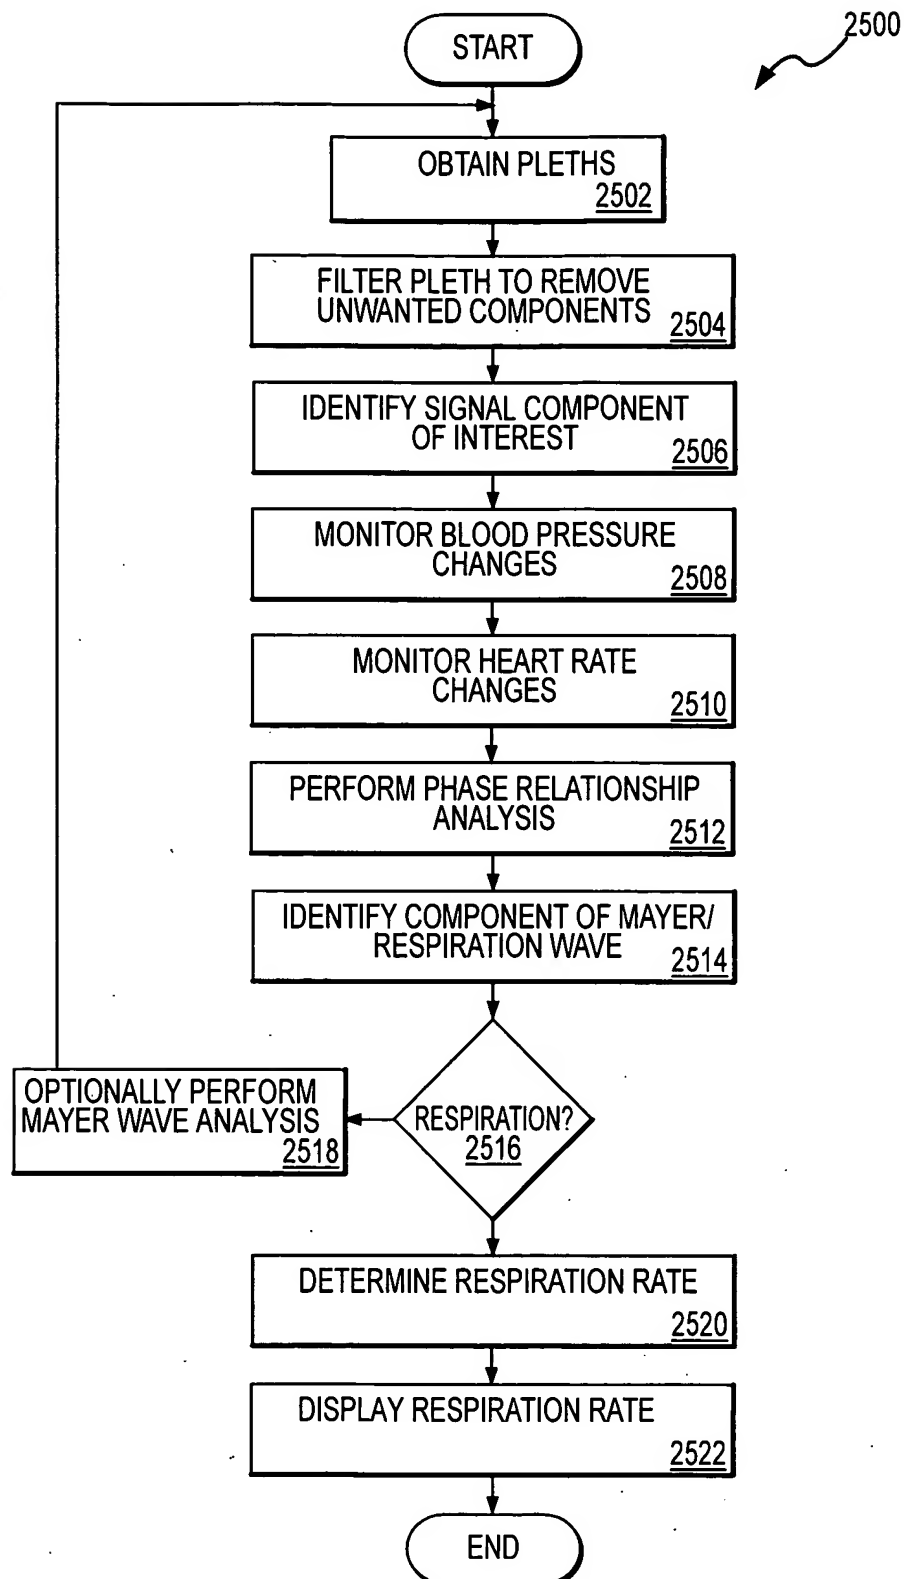 2500
START
OBTAIN PLETHS
2502
FILTER PLETH TO REMOVE
UNWANTED COMPONENTS
2504
IDENTIFY SIGNAL COMPONENT
OF INTEREST
2506
MONITOR BLOOD PRESSURE
CHANGES
2508
MONITOR HEART RATE
CHANGES
2510
PERFORM PHASE RELATIONSHIP
ANALYSIS
2512
IDENTIFY COMPONENT OF MAYER/
RESPIRATION WAVE
2514
RESPIRATION?
2516
OPTIONALLY PERFORM
MAYER WAVE ANALYSIS
2518
DETERMINE RESPIRATION RATE
2520
DISPLAY RESPIRATION RATE
2522
END